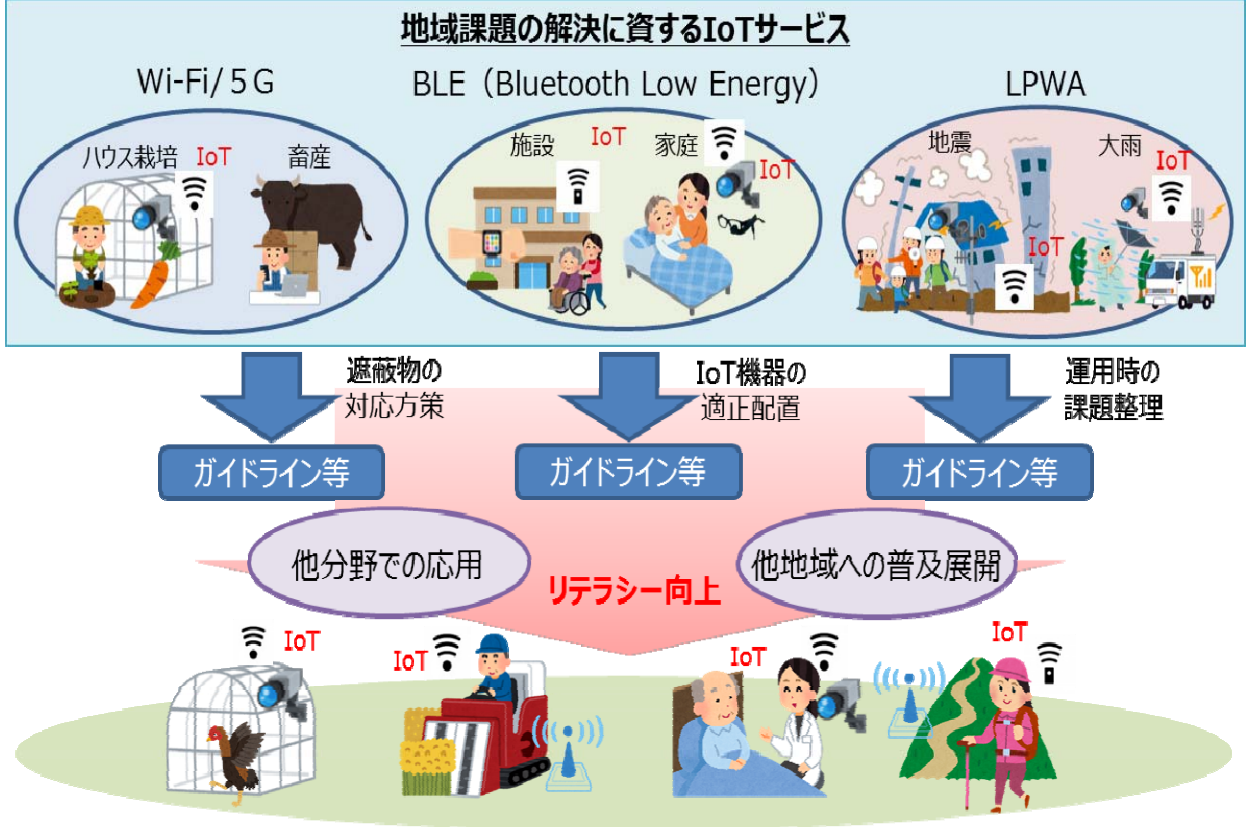 地域課題の解決に資するIoTサービス
Wi-Fi/５G
BLE（Bluetooth Low Energy）
LPWA
ハウス栽培
IoT
畜産
施設
IoT
家庭
IoT
地震
IoT
大雨
IoT
遮蔽物の
対応方策
IoT機器の
適正配置
運用時の
課題整理
ガイドライン等
ガイドライン等
ガイドライン等
他分野での応用
他地域への普及展開
リテラシー向上
IoT
IoT
IoT
IoT